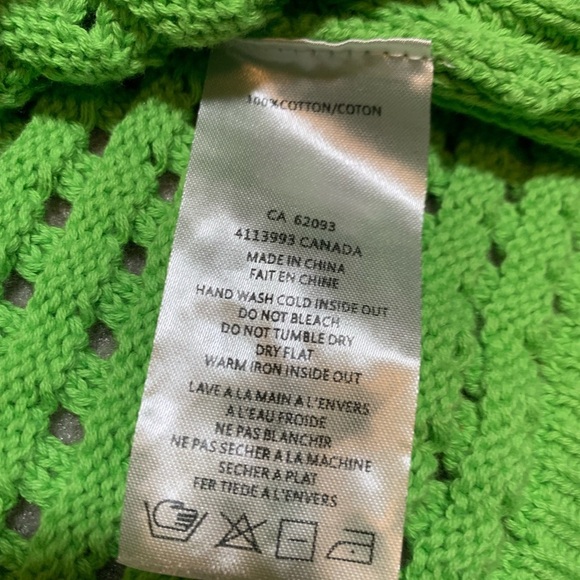 100% COTTON/COTON
CA 62093
4113993 CANADA
MADE IN CHINA
FAIT EN CHINE
HAND WASH COLD INSIDE OUT
DO NOT BLEACH
DO NOT TUMBLE DRY
DRY FLAT
WARM IRON INSIDE OUT
LAVE A LA MAIN A L'ENVERS
A L'EAU FROIDE
NE PAS BLANCHIR
NE PAS SECHER A LA MACHINE
SECHER A PLAT
FER TIEDE A L'ENVERS